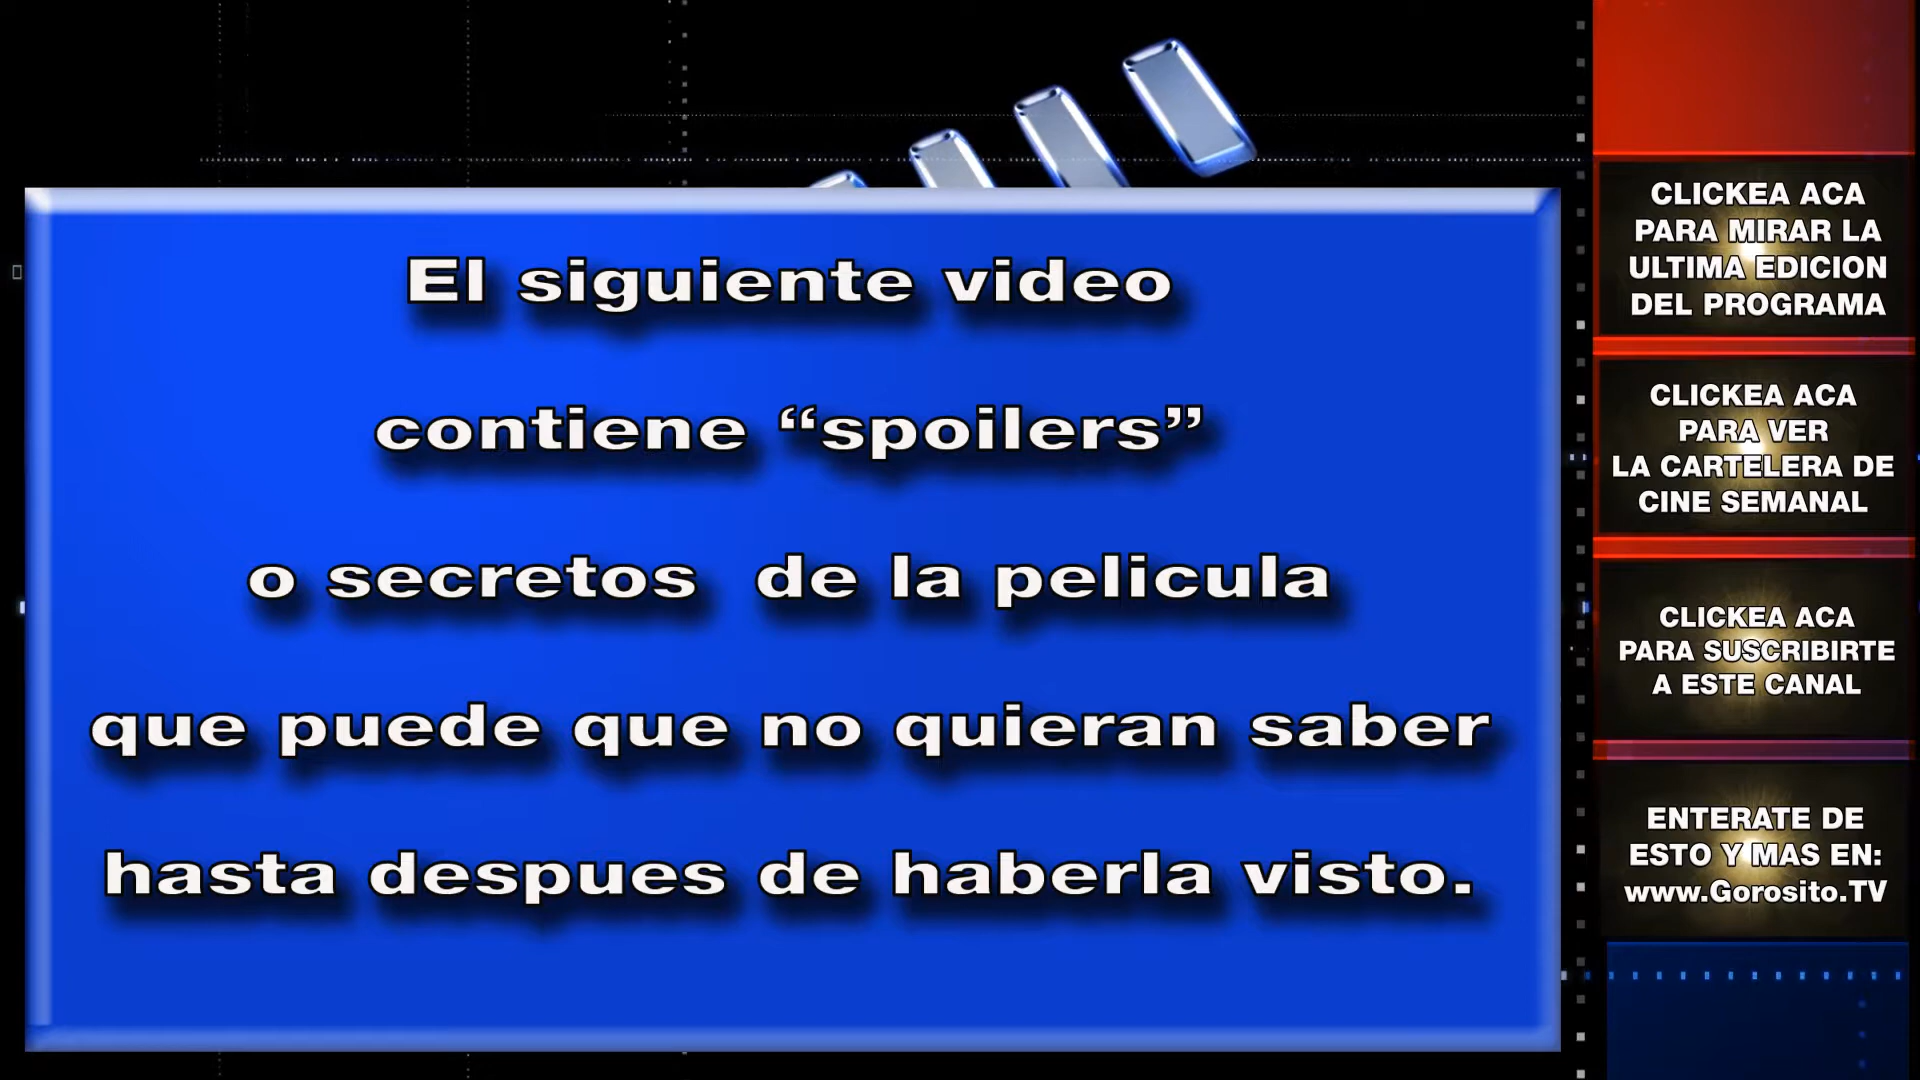 El siguiente video
contiene “spoilers”
o secretos  de la pelicula
que puede que no quieran saber
hasta despues de haberla visto.
CLICKEA ACA
PARA MIRAR LA
ULTIMA EDICION
DEL PROGRAMA
CLICKEA ACA
PARA VER
LA CARTELERA DE
CINE SEMANAL
CLICKEA ACA
PARA SUSCRIBIRTE
A ESTE CANAL
ENTERATE DE
ESTO Y MAS EN:
www.Gorosito.TV